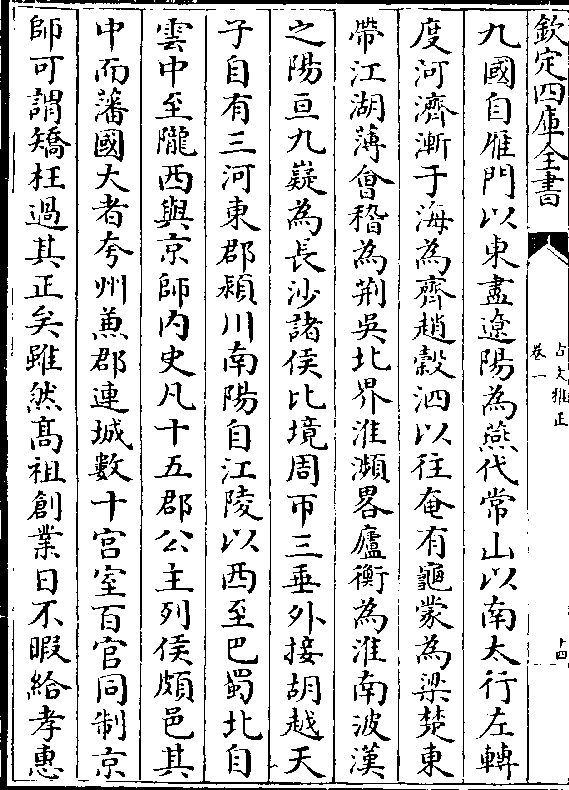 欽定四庫全書
古文雅正
卷一
十四
九國自雁門以東盡遼陽為燕代常山以南太行左轉
度河濟漸于海為齊趙榖泗以往奄有龜蒙為梁楚東
帶江湖薄會稽為荆吳北界淮瀕畧廬衡為淮南波漢
之陽亘九嶷為長沙諸侯比境周帀三垂外接胡越天
子自有三河東郡潁川南陽自江陵以西至巴蜀北自
雲中至隴西與京師内史凡十五郡公主列侯頗邑其
中而藩國大者夸州兼郡連城數十宫室百官同制京
師可謂矯枉過其正矣雖然髙祖創業日不暇給孝惠